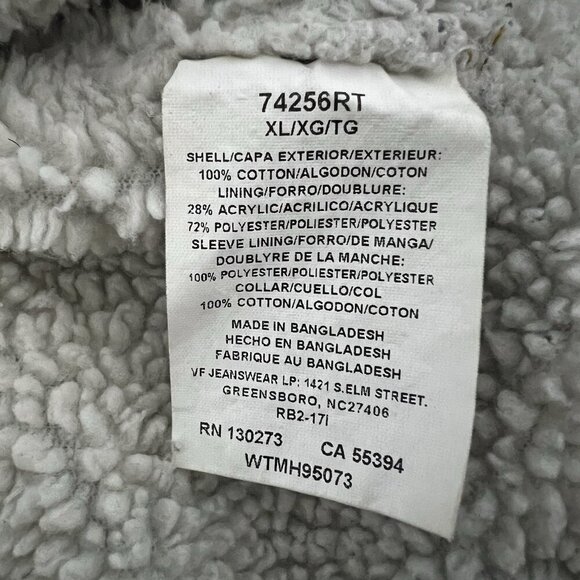 74256RT
XL/XG/TG
SHELL/CAPA EXTERIOR/EXTERIEUR:
100% COTTON/ALGODON/COTON
LINING/FORRO/DOUBLURE:
28% ACRYLIC/ACRILICO/ACRYLIQUE
72% POLYESTER/POLIESTER/POLYESTER
SLEEVE LINING/FORRO/DE MANGA/
DOUBLYRE DE LA MANCHE:
100% POLYESTER/POLIESTER/POLYESTER
COLLAR/CUELLO/COL
100% COTTON/ALGODON/COTON
MADE IN BANGLADESH
HECHO EN BANGLADESH
FABRIQUE AU BANGLADESH
VF JEANSWEAR LP: 1421 S.ELM STREET.
GREENSBORO, NC27406
RB2-17I
RN 130273 CA 55394
WTMH95073